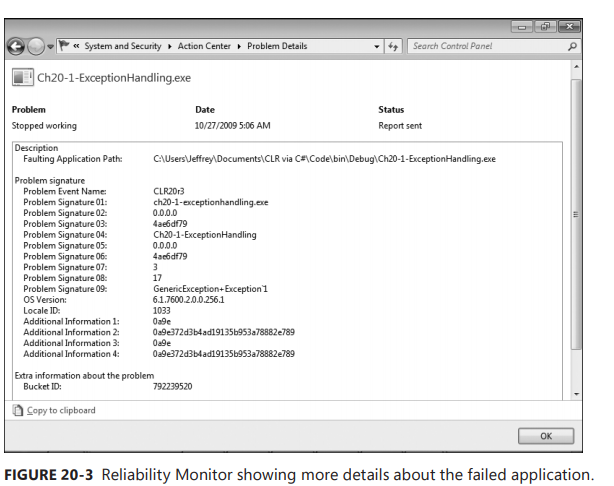 « System and Security ▸ Action Center ▸ Problem Details
Search Control Panel
Ch20-1-ExceptionHandling.exe
Problem Date Status
Stopped working 10/27/2009 5:06 AM Report sent
Description
Faulting Application Path: C:\Users\Jeffrey\Documents\CLR via C#\Code\bin\Debug\Ch20-1-ExceptionHandling.exe
Problem signature
Problem Event Name: CLR20r3
Problem Signature 01: ch20-1-exceptionhandling.exe
Problem Signature 02: 0.0.0.0
Problem Signature 03: 4ae6df79
Problem Signature 04: Ch20-1-ExceptionHandling
Problem Signature 05: 0.0.0.0
Problem Signature 06: 4ae6df79
Problem Signature 07: 3
Problem Signature 08: 17
Problem Signature 09: GenericException+Exception`1
OS Version: 6.1.7600.2.0.0.256.1
Locale ID: 1033
Additional Information 1: 0a9e
Additional Information 2: 0a9e372d3b4ad19135b953a78882e789
Additional Information 3: 0a9e
Additional Information 4: 0a9e372d3b4ad19135b953a78882e789
Extra information about the problem
Bucket ID: 792239520
Copy to clipboard
OK
FIGURE 20-3 Reliability Monitor showing more details about the failed application.